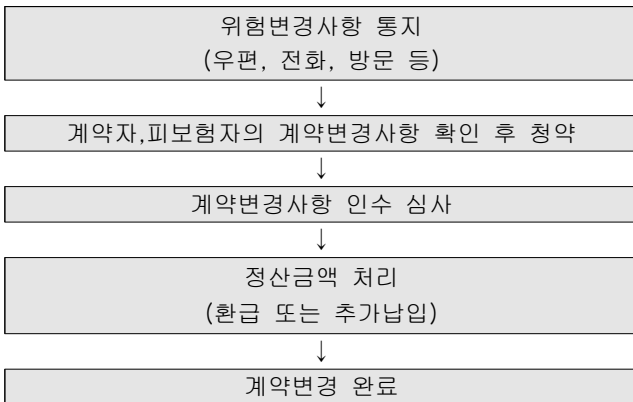 위험변경사항 통지
(우편, 전화, 방문 등)
↓
계약자,피보험자의 계약변경사항 확인 후 청약
↓
계약변경사항 인수 심사
↓
정산금액 처리
(환급 또는 추가납입)
↓
계약변경 완료